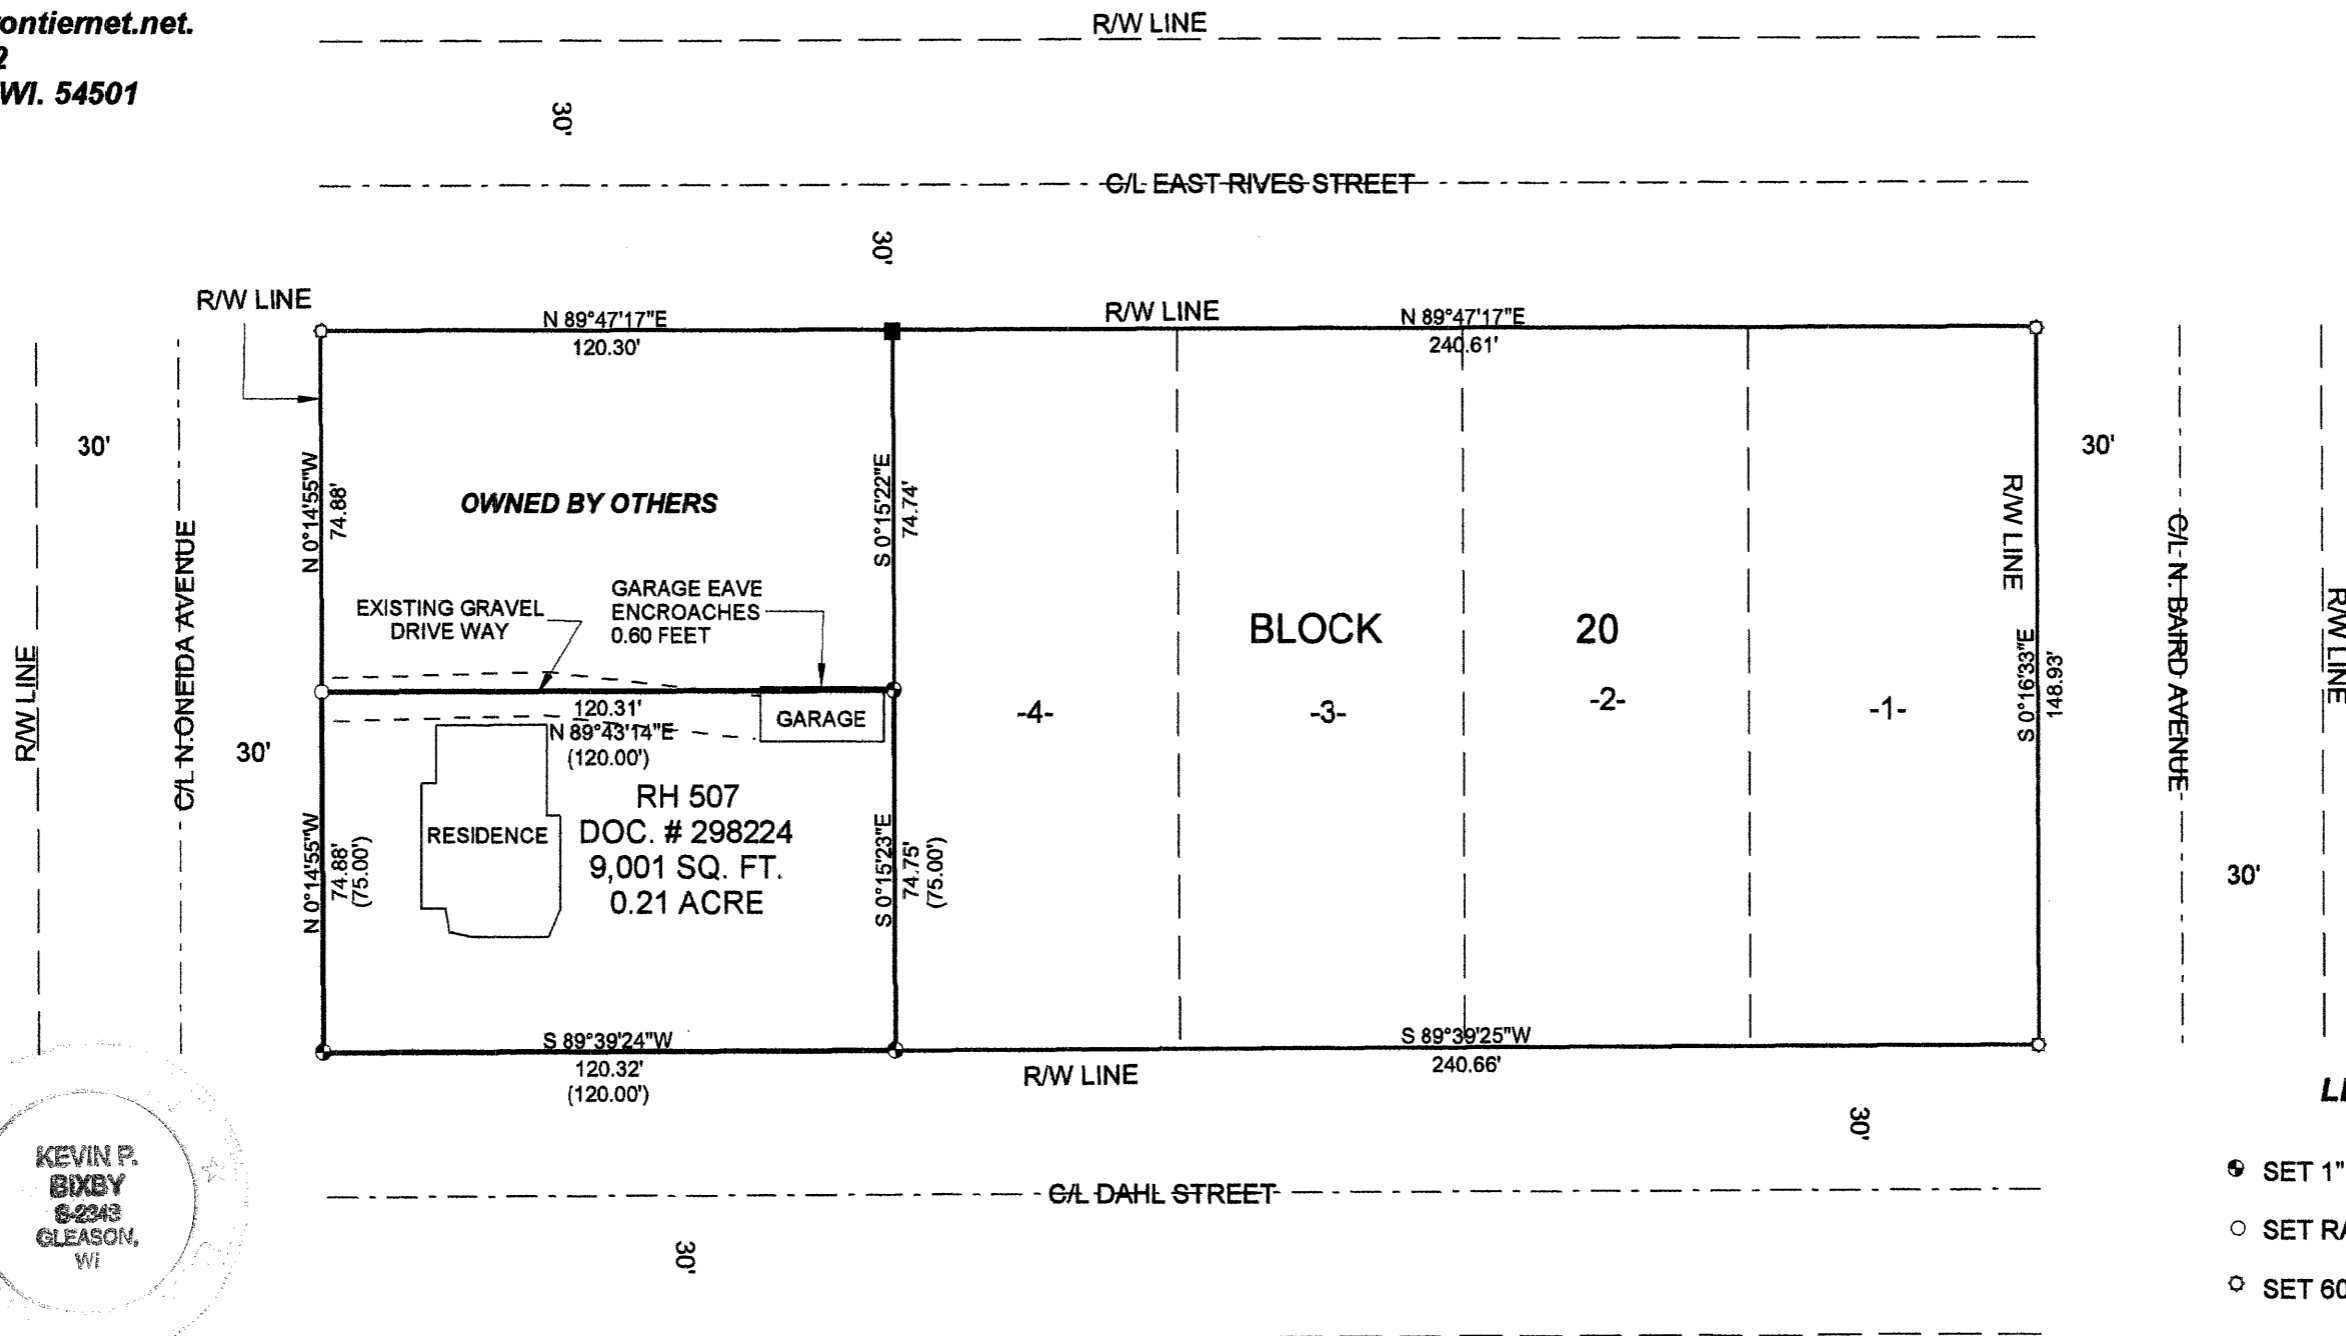 rontiernet.net.
2
WI. 54501
R/W LINE
30'
C/L EAST RIVES STREET
30'
R/W LINE
R/W LINE
N 89°47'17"E
120.30'
N 89°47'17"E
240.61'
30'
30'
N 0°14'55"W
74.88'
OWNED BY OTHERS
S 0°15'22"E
74.74'
R/W LINE
R/W LINE
C/L N.ONEIDA AVENUE
EXISTING GRAVEL
DRIVE WAY
GARAGE EAVE
ENCROACHES
0.60 FEET
BLOCK 20
-4-
-3-
-2-
-1-
S 0°16'33"E
148.93'
C/L N. BAIRD AVENUE
R/W LINE
120.31'
N 89°43'14"E
(120.00')
GARAGE
30'
RESIDENCE
RH 507
DOC. # 298224
9,001 SQ. FT.
0.21 ACRE
N 0°14'55"W
74.88'
(75.00')
S 0°15'23"E
74.75'
(75.00')
30'
S 89°39'24"W
120.32'
(120.00')
R/W LINE
S 89°39'25"W
240.66'
30'
C/L DAHL STREET
30'
KEVIN P.
BIXBY
S-2343
GLEASON,
WI
SET 1"
SET RA
SET 60